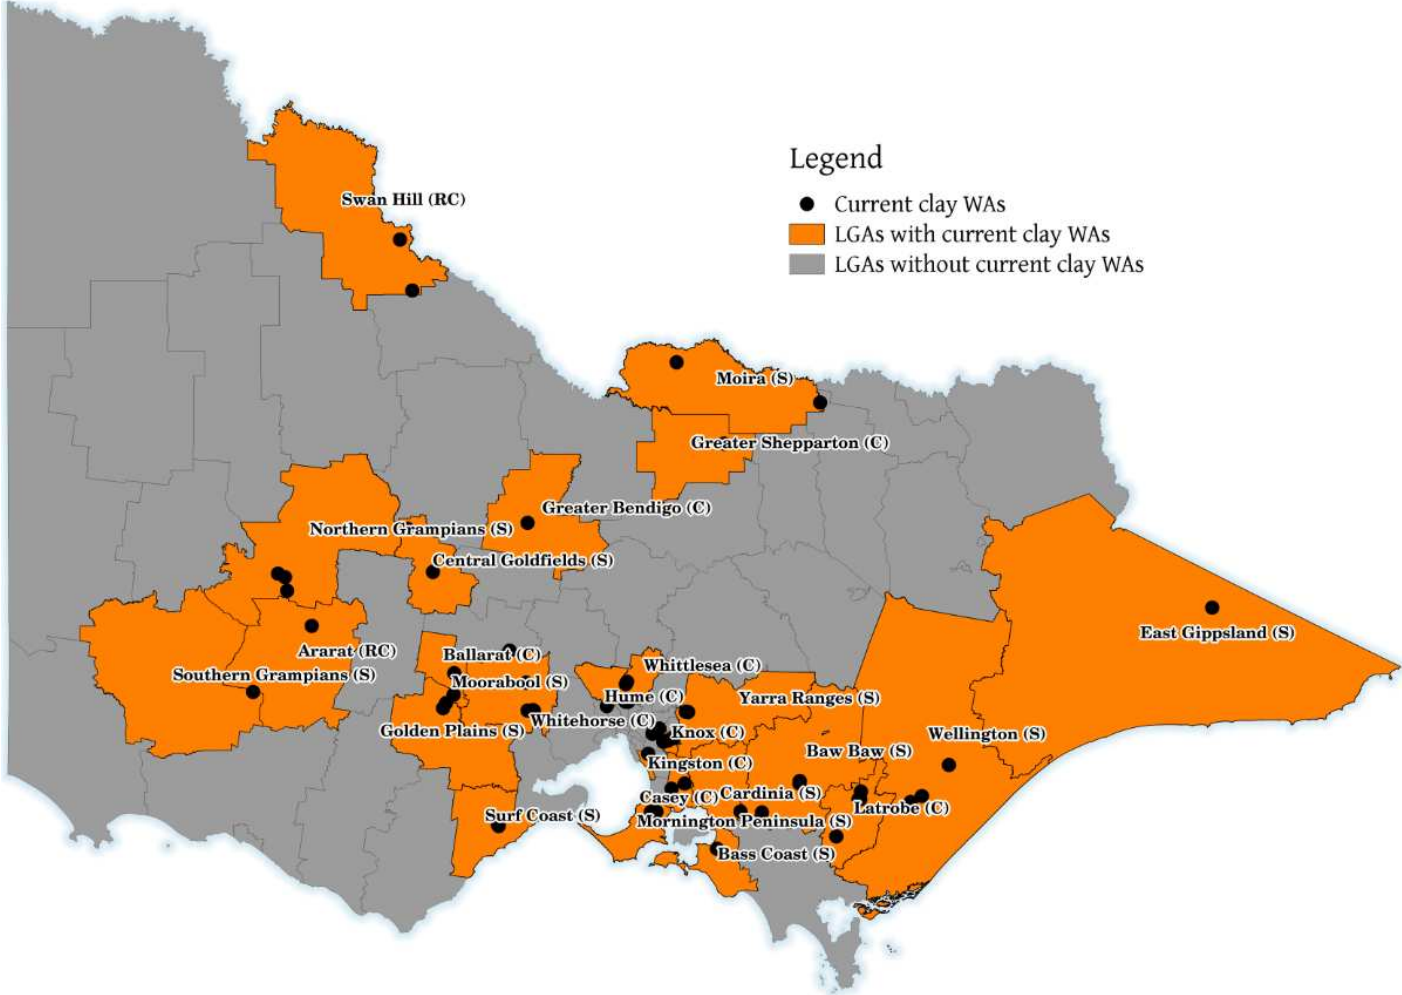 Legend
Current clay WAs
LGAs with current clay WAs
LGAs without current clay WAs
Swan Hill (RC)
Moira (S)
Greater Shepparton (C)
Greater Bendigo (C)
Northern Grampians (S)
Central Goldfields (S)
East Gippsland (S)
Ararat (RC)
Ballarat (C)
Whittlesea (C)
Southern Grampians (S)
Moorabool (S)
Hume (C)
Yarra Ranges (S)
Whitehorse (C)
Golden Plains (S)
Knox (C)
Wellington (S)
Baw Baw (S)
Kingston (C)
Casey (C)
Cardinia (S)
Latrobe (C)
Surf Coast (S)
Mornington Peninsula (S)
Bass Coast (S)